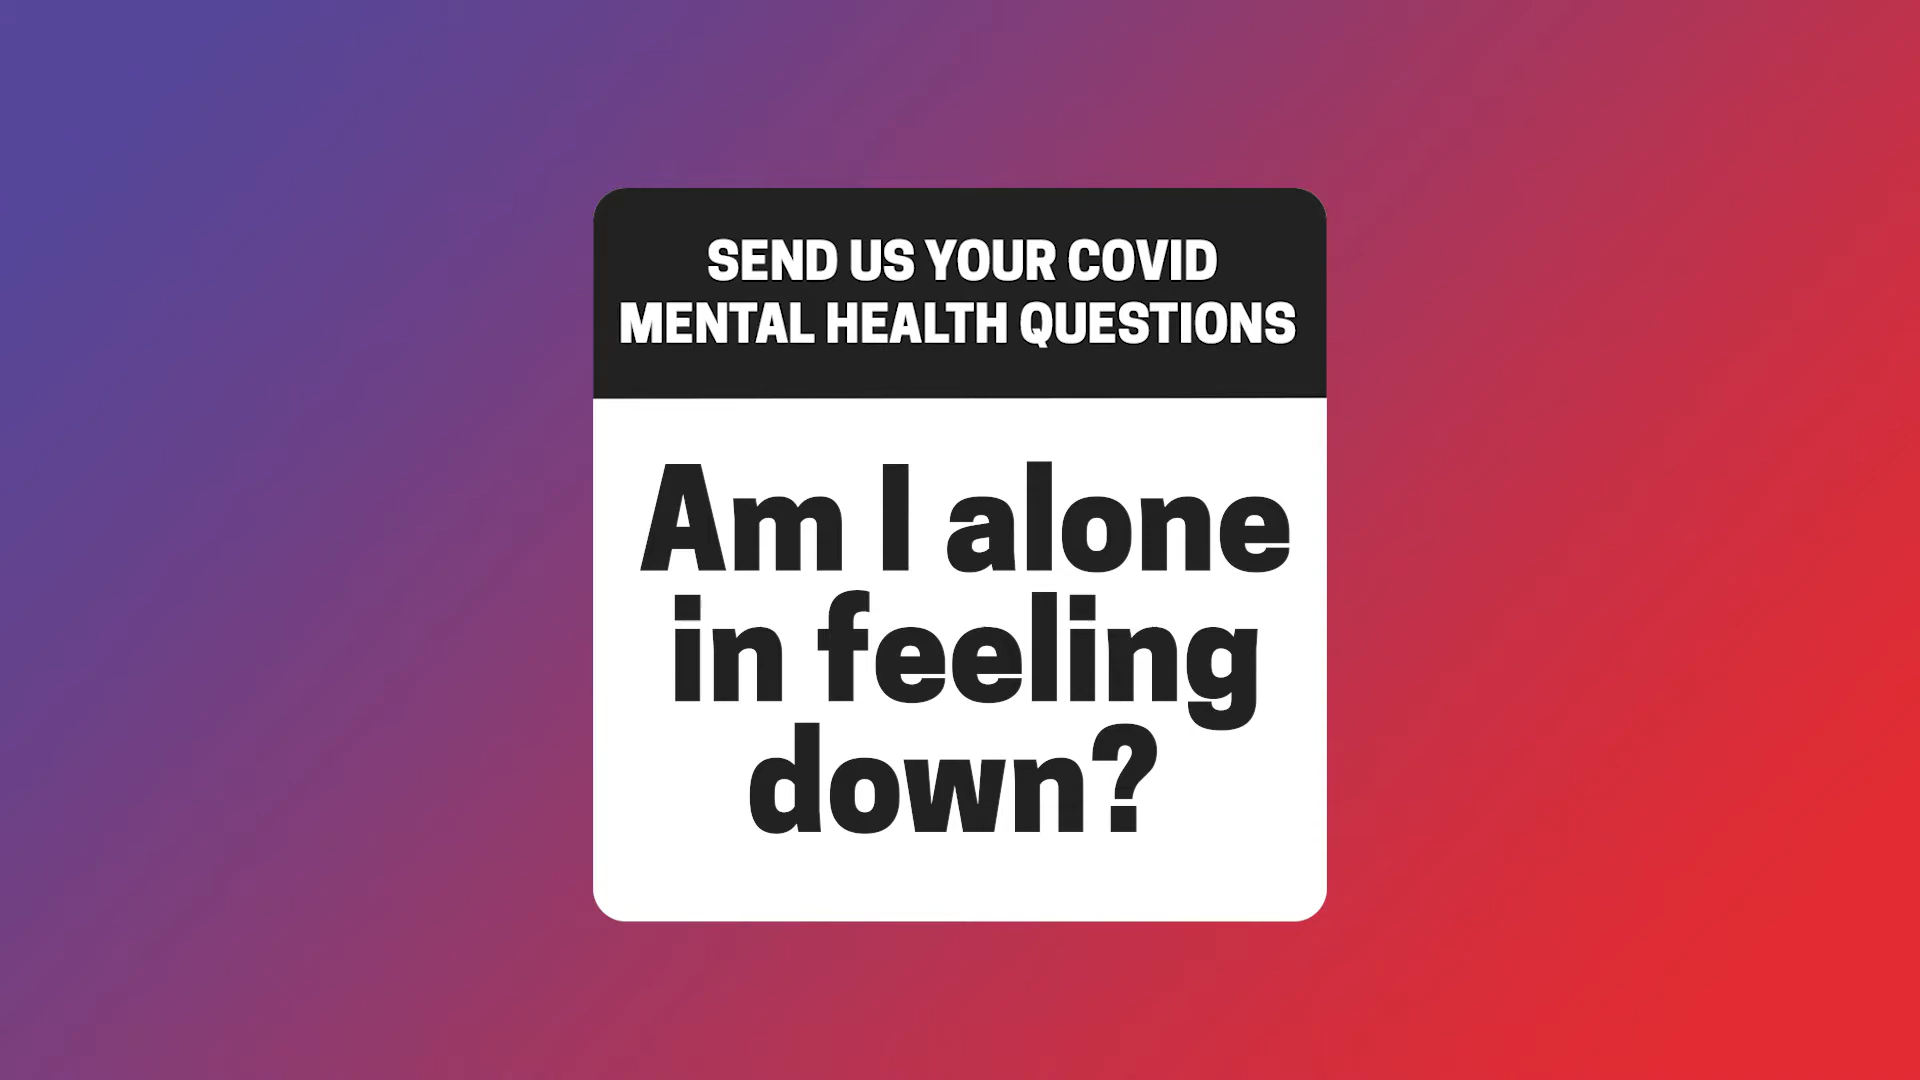 SEND US YOUR COVID
MENTAL HEALTH QUESTIONS
Am I alone
in feeling
down?